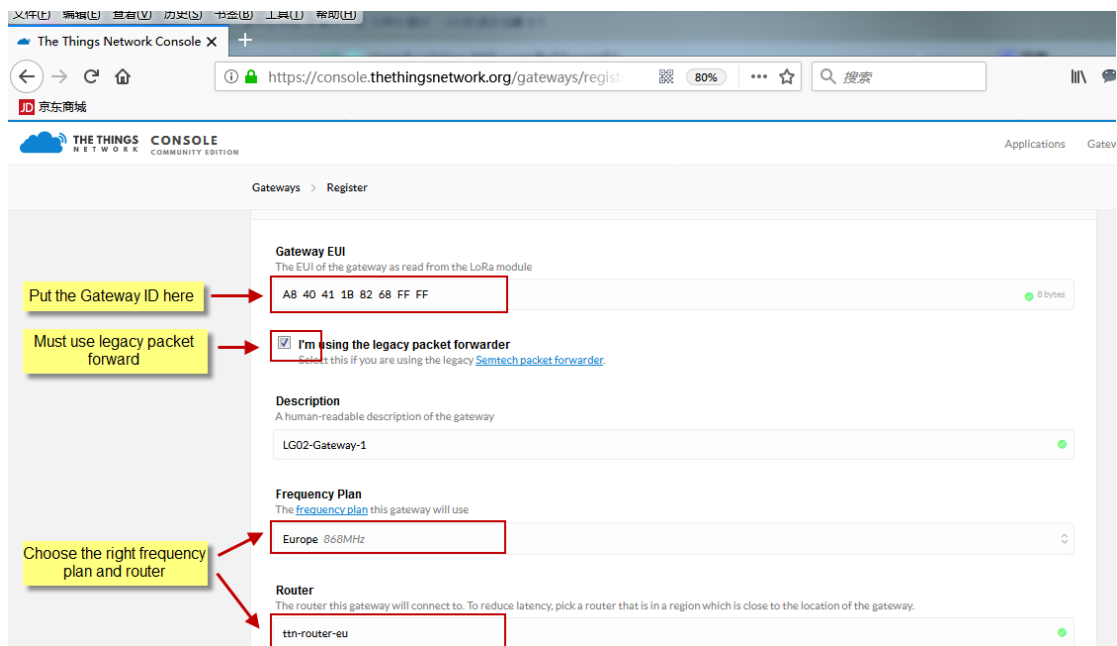 文件(F) 编辑(E) 查看(V) 历史(S) 书签(B) 工具(T) 帮助(H)
The Things Network Console
https://console.thethingsnetwork.org/gateways/regist
80%
搜索
JD 京东商城
THE THINGS NETWORK CONSOLE COMMUNITY EDITION
Applications Gatew
Gateways > Register
Gateway EUI
The EUI of the gateway as read from the LoRa module
Put the Gateway ID here
A8 40 41 1B 82 68 FF FF
8 bytes
Must use legacy packet
forward
I'm using the legacy packet forwarder
Select this if you are using the legacy Semtech packet forwarder.
Description
A human-readable description of the gateway
LG02-Gateway-1
Frequency Plan
The frequency plan this gateway will use
Europe 868MHz
Choose the right frequency
plan and router
Router
The router this gateway will connect to. To reduce latency, pick a router that is in a region which is close to the location of the gateway.
ttn-router-eu